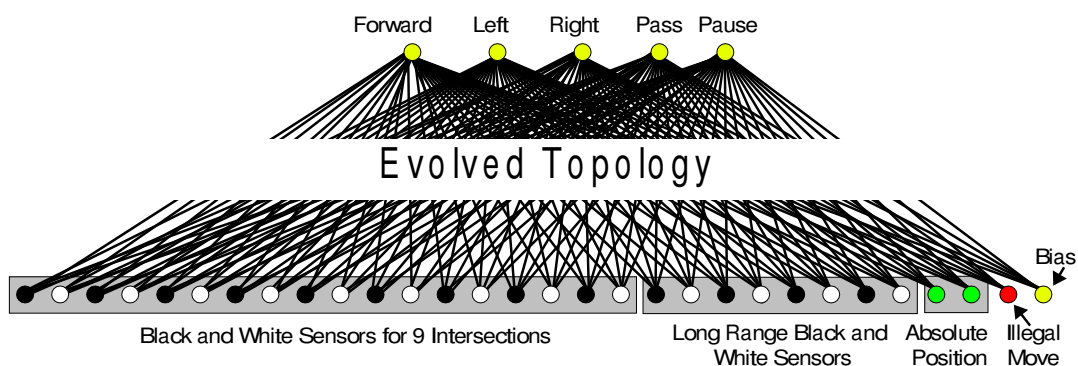 Forward Left Right Pass Pause
Evolved Topology
Bias
Black and White Sensors for 9 Intersections
Long Range Black and
White Sensors
Absolute
Position
Illegal
Move